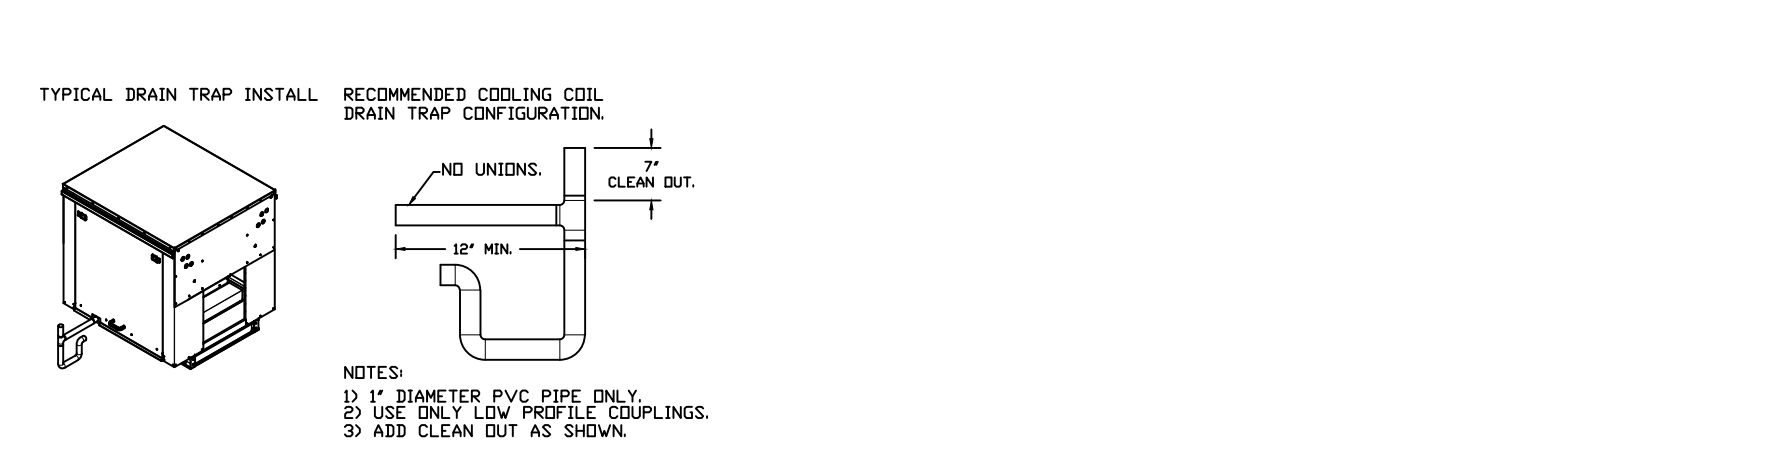 TYPICAL DRAIN TRAP INSTALL
RECOMMENDED COOLING COIL
DRAIN TRAP CONFIGURATION.
NO UNIONS.
7"
CLEAN OUT.
12" MIN.
NOTES:
1) 1" DIAMETER PVC PIPE ONLY.
2) USE ONLY LOW PROFILE COUPLINGS.
3) ADD CLEAN OUT AS SHOWN.